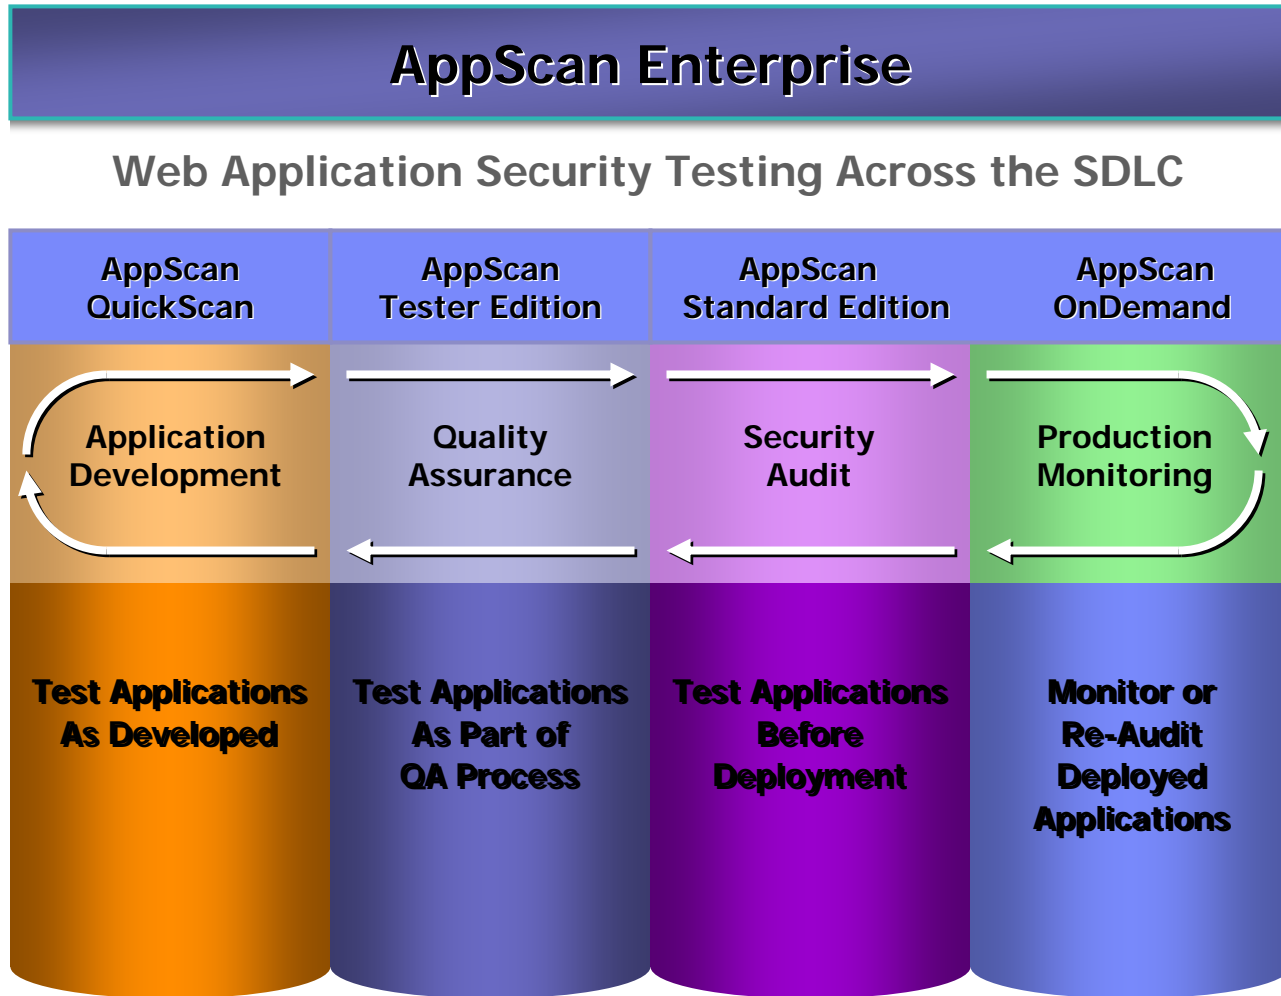 AppScan Enterprise
Web Application Security Testing Across the SDLC
AppScan
QuickScan
AppScan
Tester Edition
AppScan
Standard Edition
AppScan
OnDemand
Application
Development
Quality
Assurance
Security
Audit
Production
Monitoring
Test Applications
As Developed
Test Applications
As Part of
QA Process
Test Applications
Before
Deployment
Monitor or
Re-Audit
Deployed
Applications